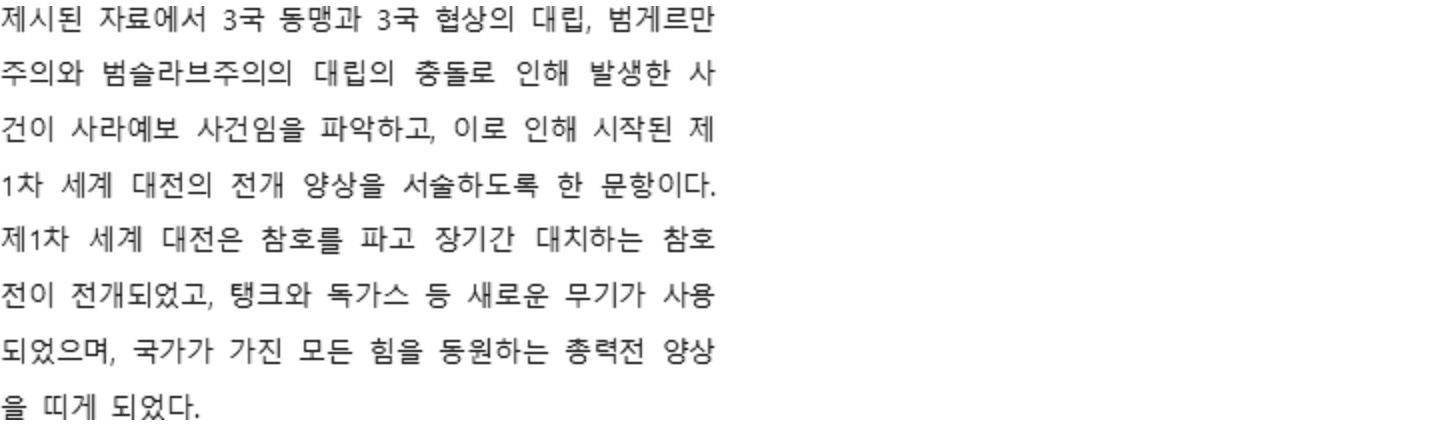 제시된 자료에서 3국 동맹과 3국 협상의 대립, 범게르만
주의와 범슬라브주의의 대립의 충돌로 인해 발생한 사
건이 사라예보 사건임을 파악하고, 이로 인해 시작된 제
1차 세계 대전의 전개 양상을 서술하도록 한 문항이다.
제1차 세계 대전은 참호를 파고 장기간 대치하는 참호
전이 전개되었고, 탱크와 독가스 등 새로운 무기가 사용
되었으며, 국가가 가진 모든 힘을 동원하는 총력전 양상
을 띠게 되었다.